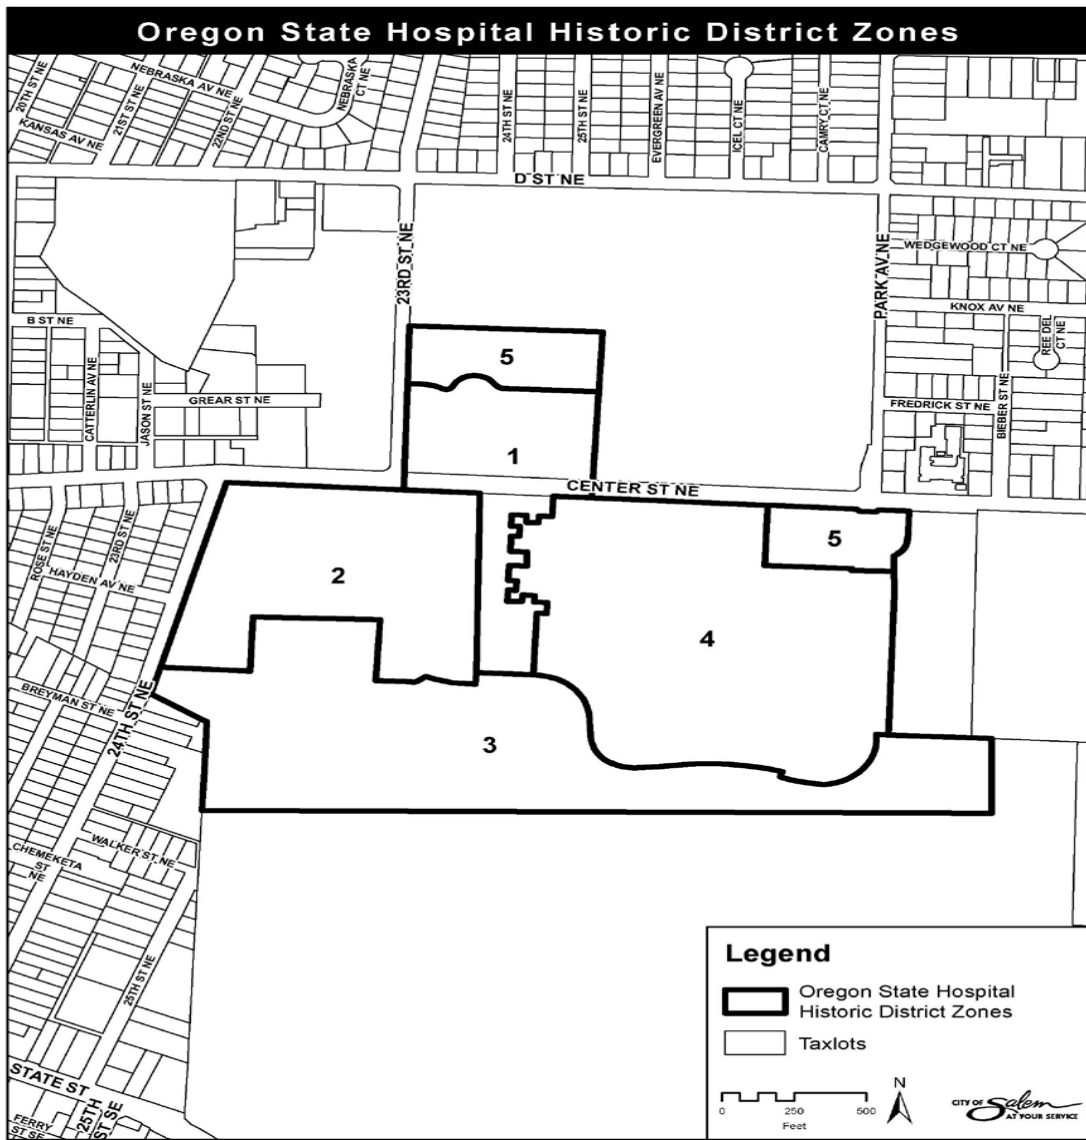 Oregon State Hospital Historic District Zones
20TH ST NE
NEBRASKA AV NE
NEBRASKA
CT NE
KANSAS AV NE
21ST ST NE
22ND ST NE
24TH ST NE
25TH ST NE
EVERGREEN AV NE
ICEL CT NE
CAMRY CT NE
D ST NE
23RD ST NE
PARK AV NE
WEDGEWOOD CT NE
KNOX AV NE
REE DEL
CT NE
B ST NE
CATTERLIN AV NE
JASON ST NE
GREAR ST NE
FREDRICK ST NE
BIEBER ST NE
5
1
CENTER ST NE
ROSE ST NE
23RD ST NE
HAYDEN AV NE
2
5
4
BREYMAN ST NE
24TH ST NE
3
WALKER ST NE
CHEMEKETA
ST
NE
25TH ST NE
STATE ST
25TH
ST SE
FERRY
ST SE
Legend
Oregon State Hospital
Historic District Zones
Taxlots
0 250 500
Feet
N
CITY OF Salem
AT YOUR SERVICE